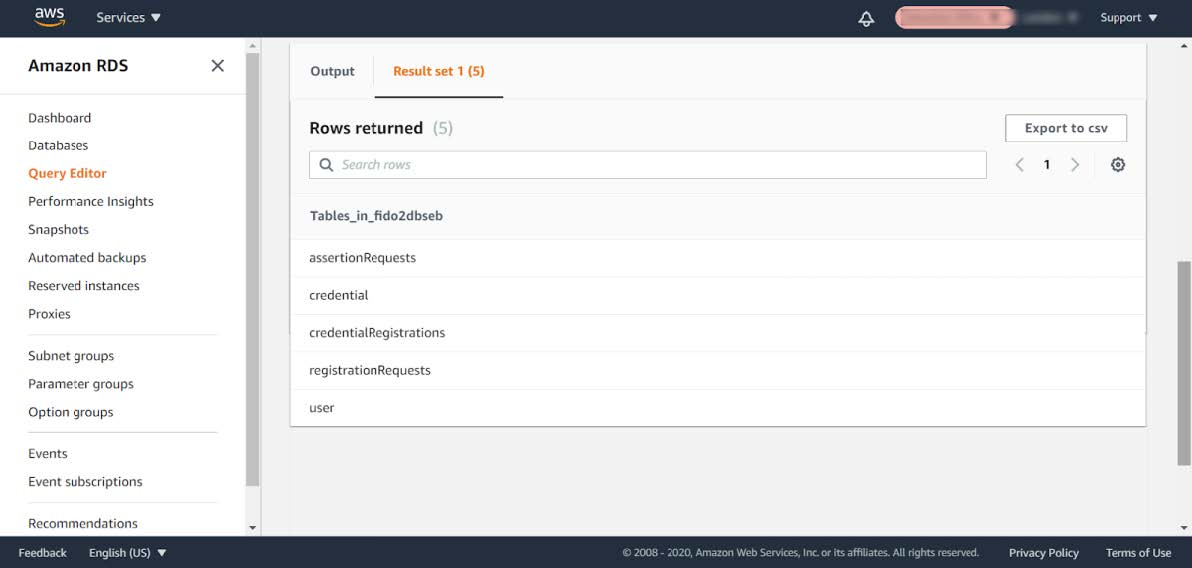 aws Services Support
Amazon RDS
Dashboard
Databases
Query Editor
Performance Insights
Snapshots
Automated backups
Reserved instances
Proxies
Subnet groups
Parameter groups
Option groups
Events
Event subscriptions
Recommendations
Output Result set 1 (5)
Rows returned (5) Export to csv
Search rows 1
Tables_in_fido2dbseb
assertionRequests
credential
credentialRegistrations
registrationRequests
user
Feedback English (US) © 2008 - 2020, Amazon Web Services, Inc. or its affiliates. All rights reserved. Privacy Policy Terms of Use